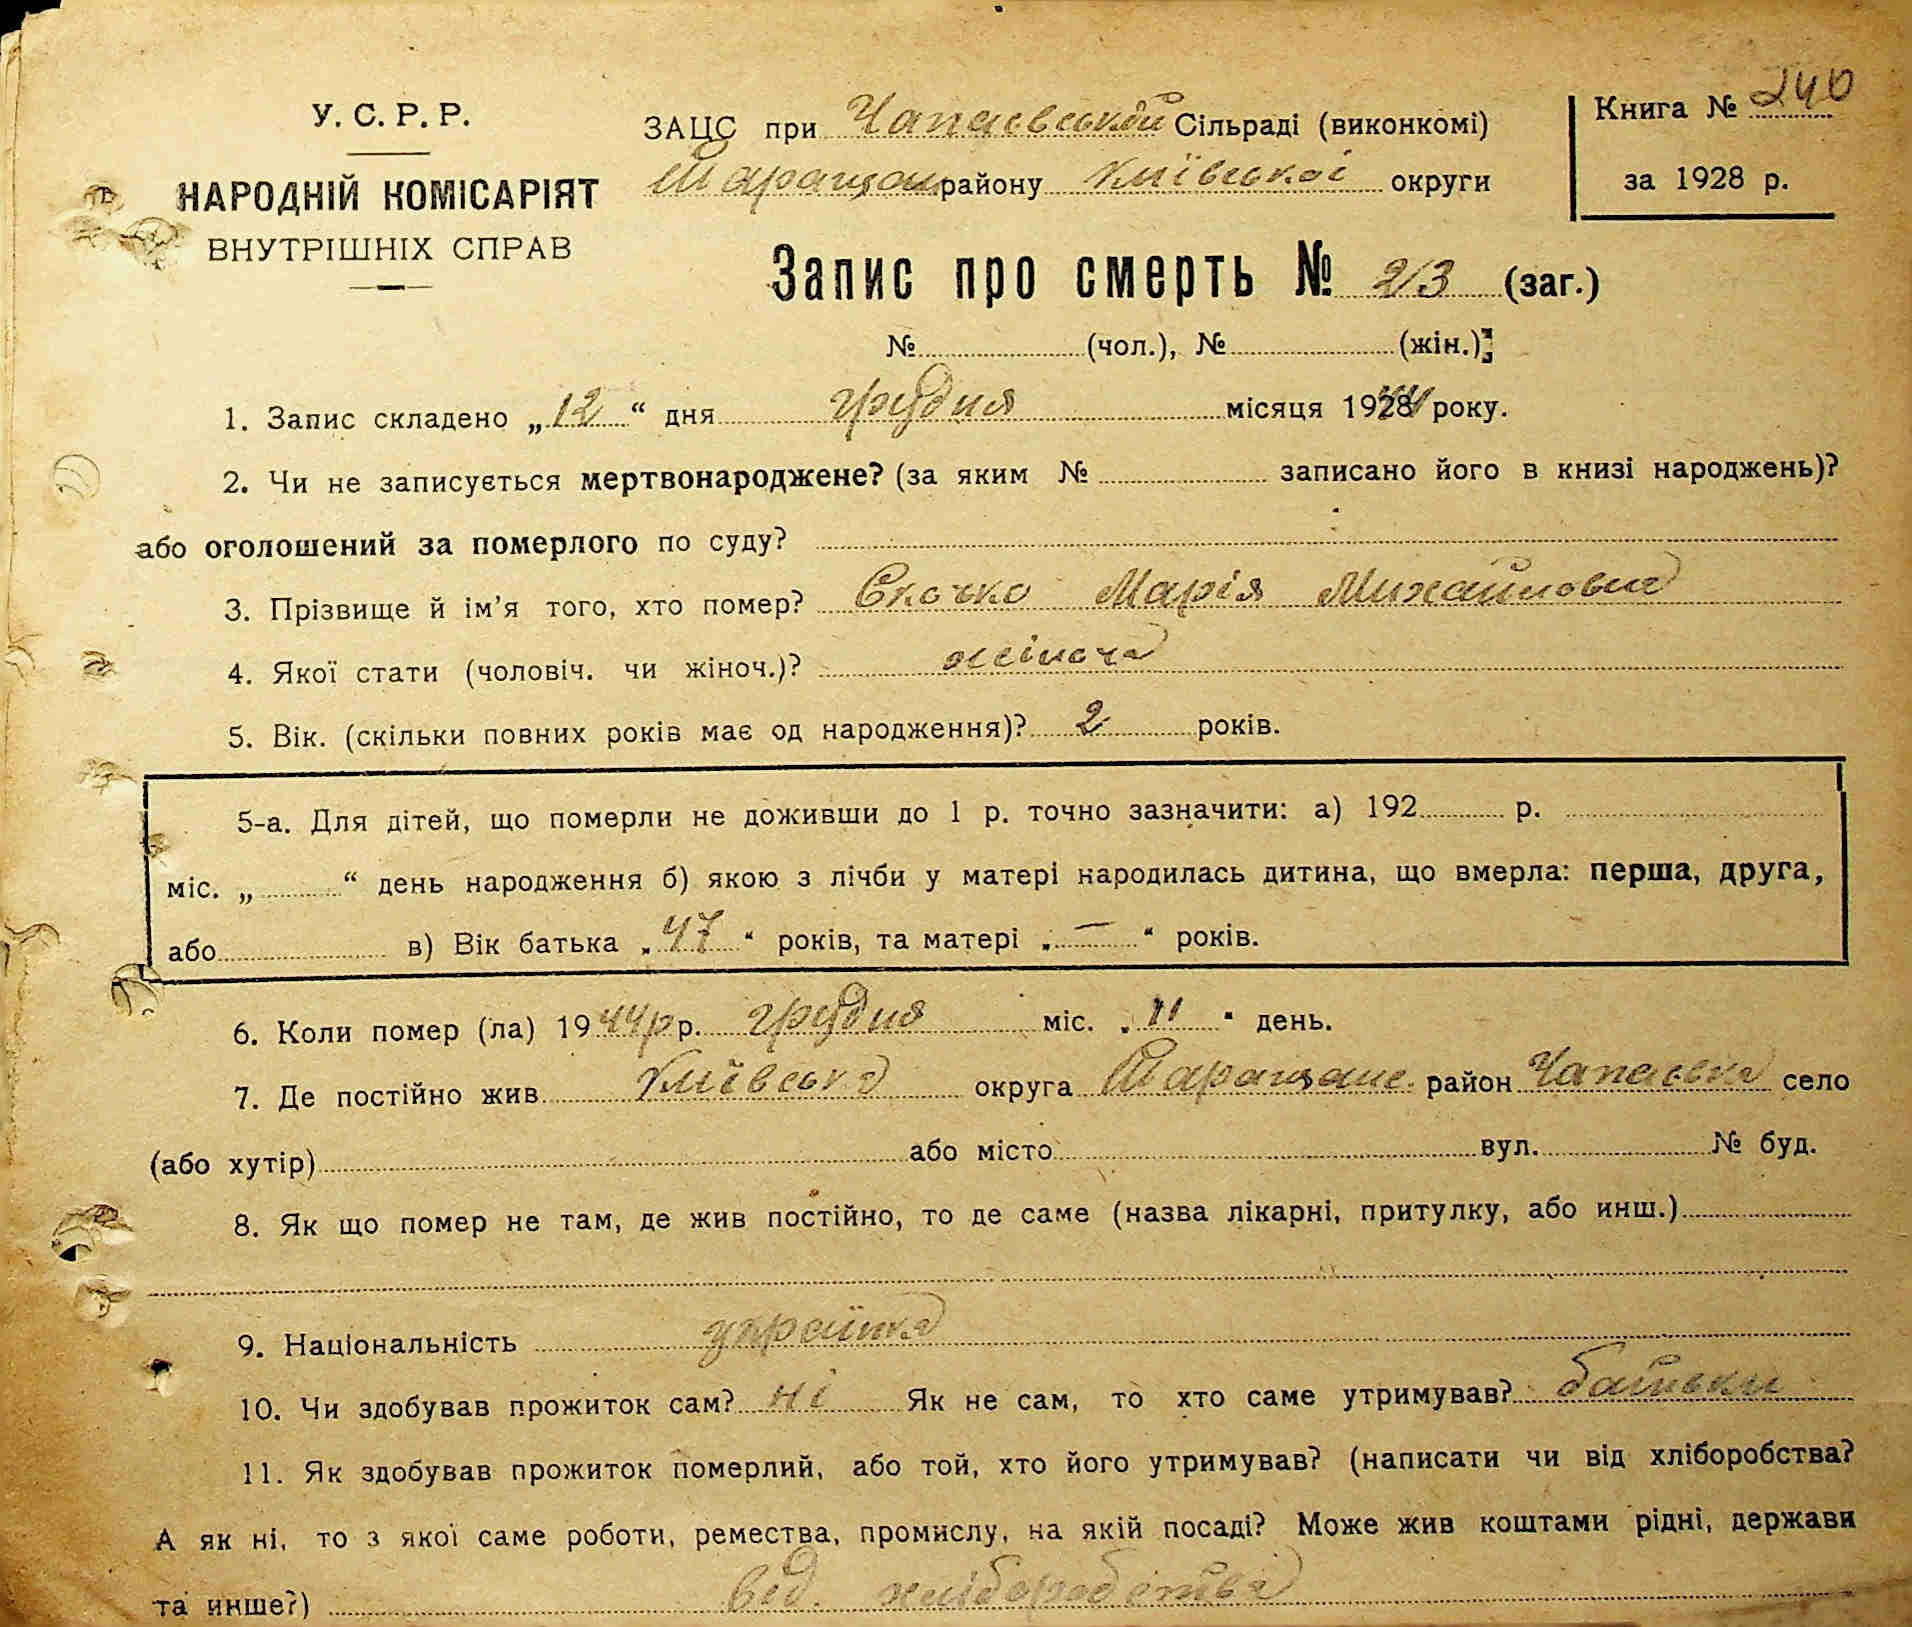 У. С. Р. Р.
НАРОДНІЙ КОМІСАРІЯТ
ВНУТРІШНІХ СПРАВ
ЗАЦС при Чапаєвській Сільраді (виконкомі)
Таращан району Київської округи
Книга № 240
за 1928 р.
Запис про смерть № 213 (заг.)
№ (чол.), № (жін.);
1. Запис складено „12“ дня грудня місяця 1944 року.
2. Чи не записується мертвонароджене? (за яким № записано його в книзі народжень)?
або оголошений за померлого по суду?
3. Прізвище й ім’я того, хто помер? Скочко Марія Михайловна
4. Якої стати (чоловіч. чи жіноч.)? жіноча
5. Вік. (скільки повних років має од народження)? 2 років.
5-а. Для дітей, що померли не доживши до 1 р. точно зазначити: а) 192 р.
міс. „ “ день народження б) якою з лічби у матері народилась дитина, що вмерла: перша, друга,
або в) Вік батька „47“ років, та матері „—“ років.
6. Коли помер (ла) 1944р р. грудня міс. „11“ день.
7. Де постійно жив Київська округа Таращанс. район Чапаєвка село
(або хутір) або місто вул. № буд.
8. Як що помер не там, де жив постійно, то де саме (назва лікарні, притулку, або инш.)
9. Національність украінка
10. Чи здобував прожиток сам? ні Як не сам, то хто саме утримував? батьки
11. Як здобував прожиток померлий, або той, хто його утримував? (написати чи від хліборобства?
А як ні, то з якої саме роботи, ремества, промислу, на якій посаді? Може жив коштами рідні, держави
та инше?) від. хліборобства